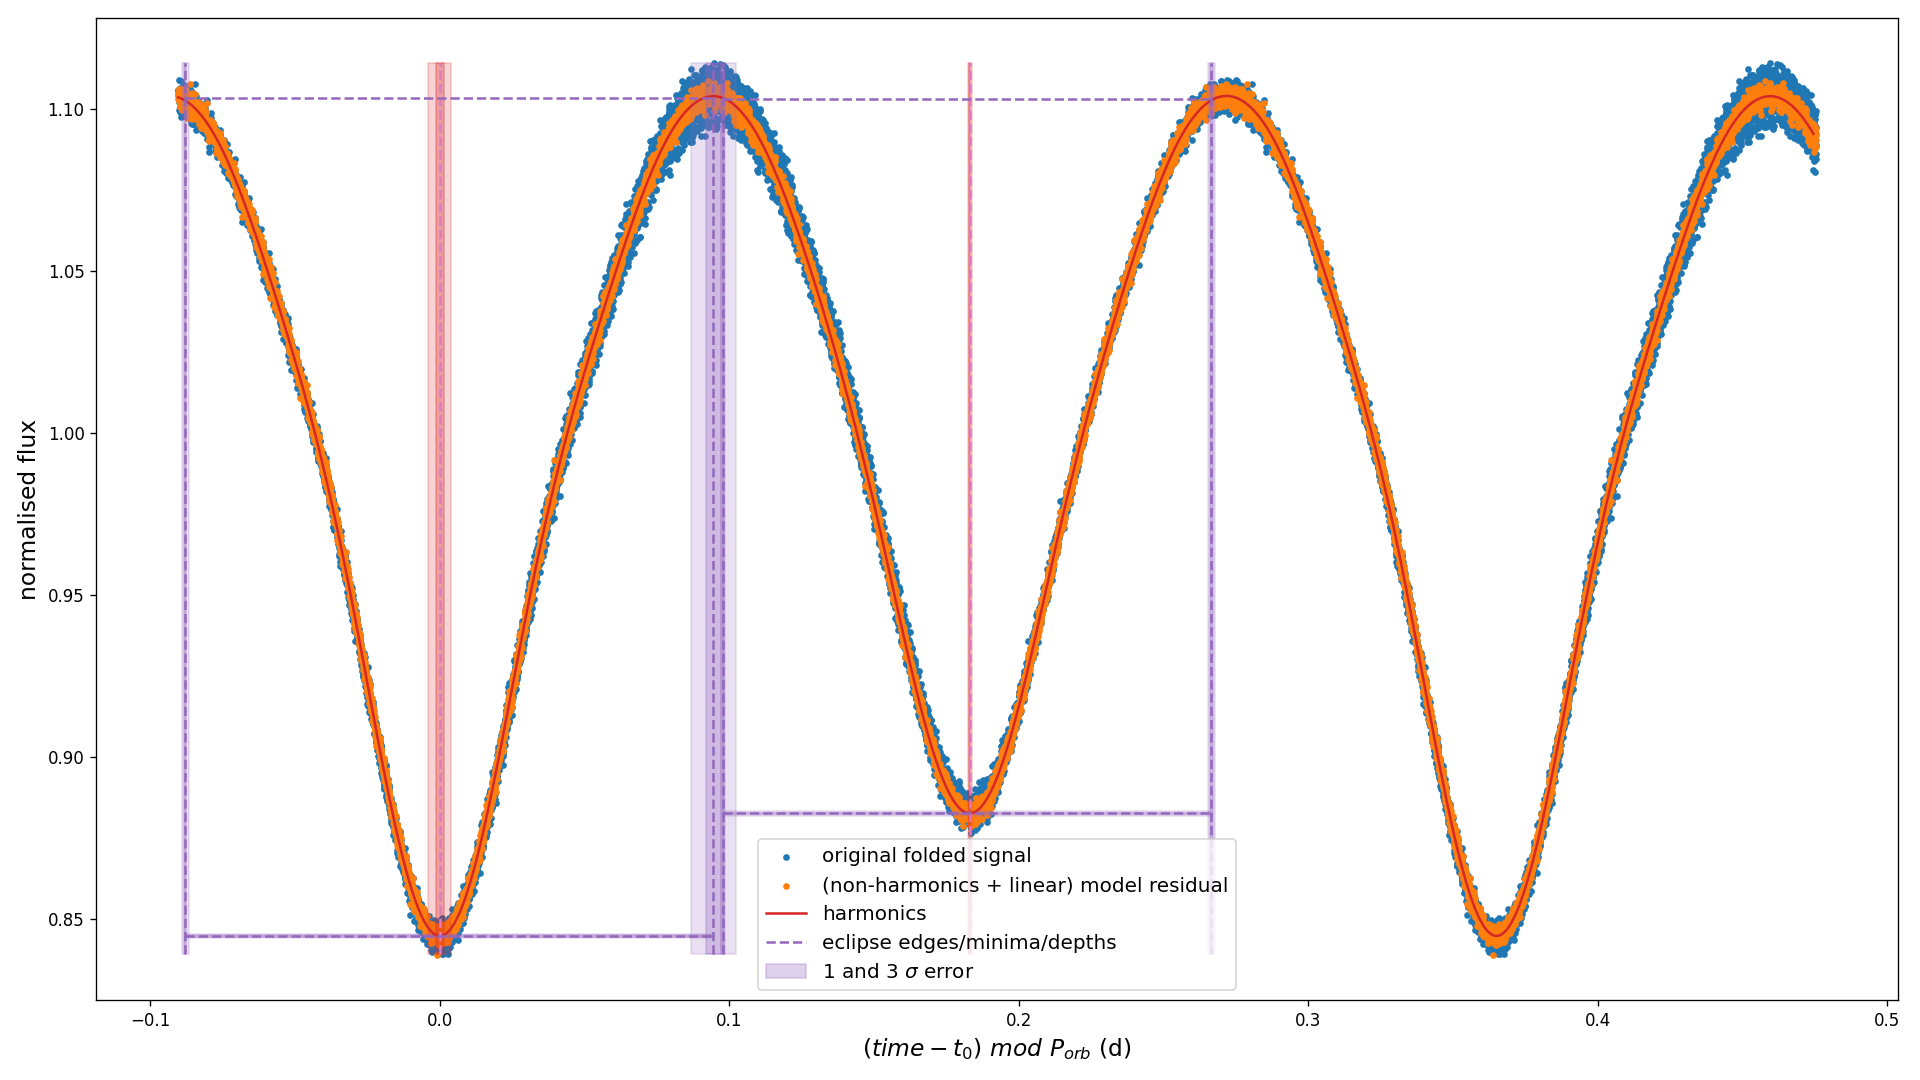 normalised flux
1.10
1.05
1.00
0.95
0.90
0.85
original folded signal
(non-harmonics + linear) model residual
harmonics
eclipse edges/minima/depths
1 and 3 σ error
−0.1 0.0 0.1 0.2 0.3 0.4 0.5
(time − t₀) mod Pₒᵣᵦ (d)